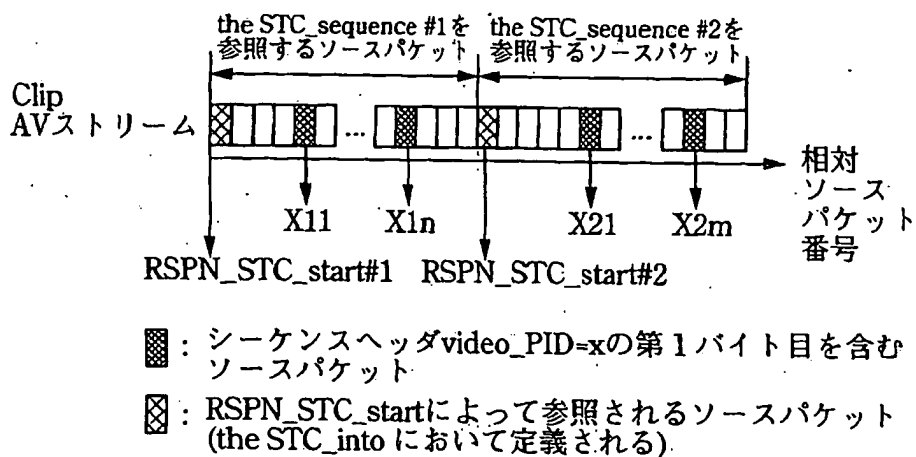 the STC_sequence #1を
参照するソースパケット
the STC_sequence #2を
参照するソースパケット
Clip
AVストリーム
...
...
相対
ソース
パケット
番号
X11
X1n
X21
X2m
RSPN_STC_start#1
RSPN_STC_start#2
: シーケンスヘッダvideo_PID=xの第1バイト目を含む
ソースパケット
: RSPN_STC_startによって参照されるソースパケット
(the STC_into において定義される)